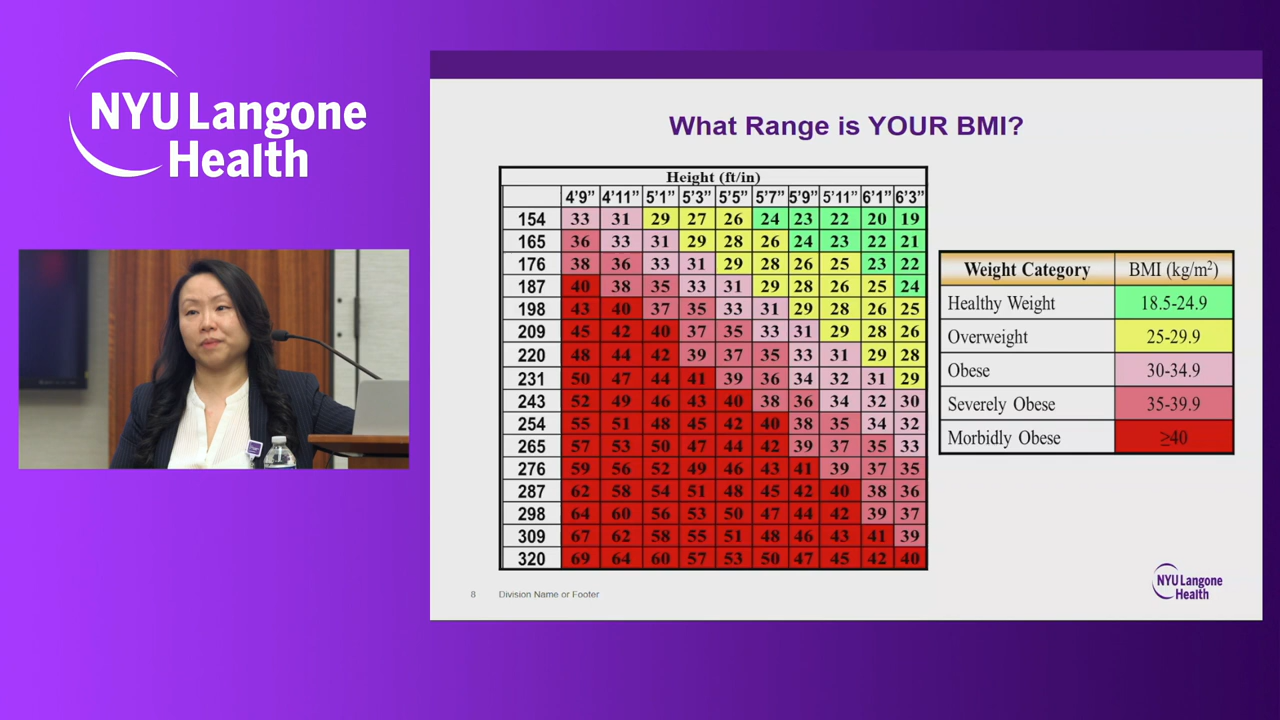 NYU Langone
Health
What Range is YOUR BMI?
Height (ft/in)
4’9” 4’11” 5’1” 5’3” 5’5” 5’7” 5’9” 5’11” 6’1” 6’3”
154 33 31 29 27 26 24 23 22 20 19
165 36 33 31 29 28 26 24 23 22 21
176 38 36 33 31 29 28 26 25 23 22
187 40 38 35 33 31 29 28 26 25 24
198 43 40 37 35 33 31 29 28 26 25
209 45 42 40 37 35 33 31 29 28 26
220 48 44 42 39 37 35 33 31 29 28
231 50 47 44 41 39 36 34 32 31 29
243 52 49 46 43 40 38 36 34 32 30
254 55 51 48 45 42 40 38 35 34 32
265 57 53 50 47 44 42 39 37 35 33
276 59 56 52 49 46 43 41 39 37 35
287 62 58 54 51 48 45 42 40 38 36
298 64 60 56 53 50 47 44 42 39 37
309 67 62 58 55 51 48 46 43 41 39
320 69 64 60 57 53 50 47 45 42 40
Weight Category BMI (kg/m²)
Healthy Weight 18.5-24.9
Overweight 25-29.9
Obese 30-34.9
Severely Obese 35-39.9
Morbidly Obese ≥40
8 Division Name or Footer
NYU Langone
Health